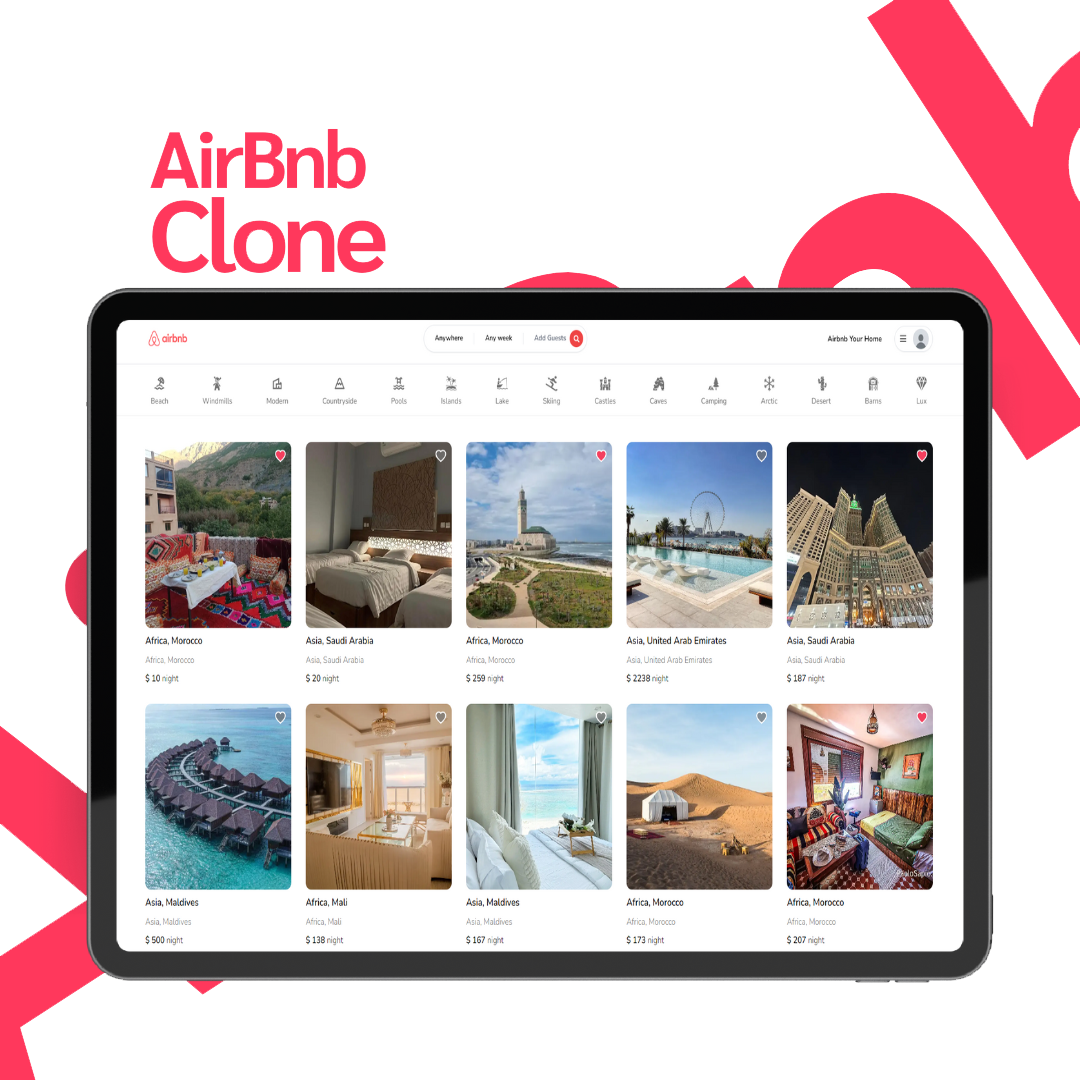 AirBnb
Clone
airbnb
Anywhere
Any week
Add Guests
Airbnb Your Home
Beach
Windmills
Modern
Countryside
Pools
Islands
Lake
Skiing
Castles
Caves
Camping
Arctic
Desert
Barns
Lux
Africa, Morocco
Africa, Morocco
$ 10 night
Asia, Saudi Arabia
Asia, Saudi Arabia
$ 20 night
Africa, Morocco
Africa, Morocco
$ 259 night
Asia, United Arab Emirates
Asia, United Arab Emirates
$ 2238 night
Asia, Saudi Arabia
Asia, Saudi Arabia
$ 187 night
Asia, Maldives
Asia, Maldives
$ 500 night
Africa, Mali
Africa, Mali
$ 138 night
Asia, Maldives
Asia, Maldives
$ 167 night
Africa, Morocco
Africa, Morocco
$ 173 night
Africa, Morocco
Africa, Morocco
$ 207 night